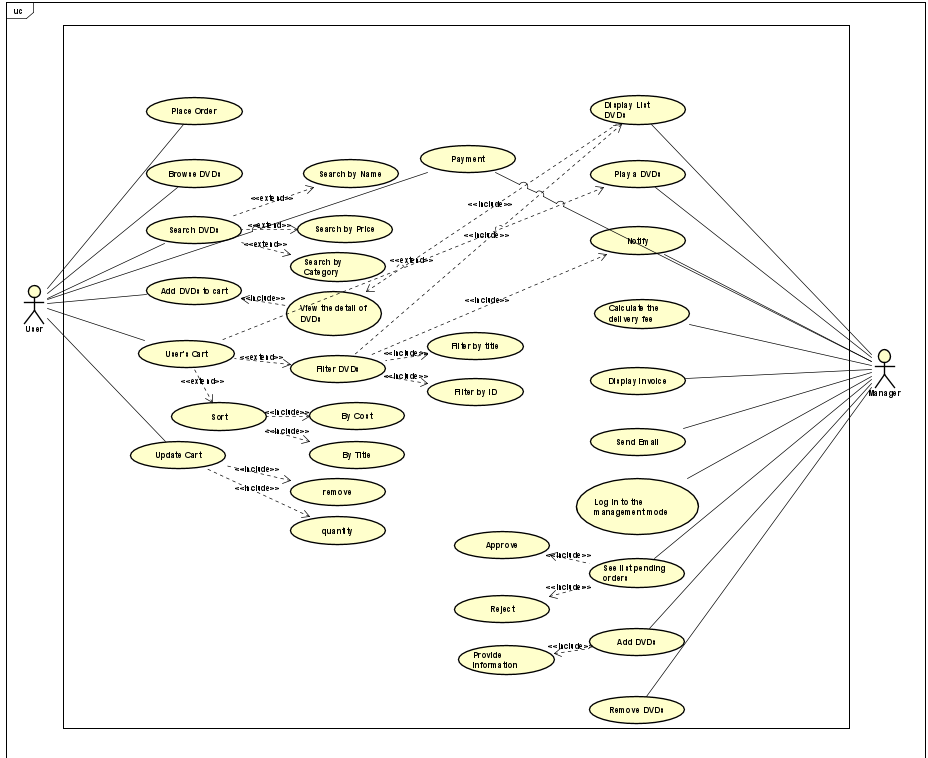 uc
Place Order
Browse DVDs
Search DVDs
Add DVDs to cart
User's Cart
Sort
Update Cart
User
Search by Name
Search by Price
Search by
Category
View the detail of
DVDs
Filter DVDs
By Cost
By Title
remove
quantity
Payment
Filter by title
Filter by ID
Display List
DVDs
Play a DVDs
Notify
Calculate the
delivery fee
Display Invoice
Send Email
Log in to the
management mode
See list pending
orders
Approve
Reject
Add DVDs
Provide
Information
Remove DVDs
Manager
<<extend>>
<<extend>>
<<extend>>
<<include>>
<<extend>>
<<include>>
<<include>>
<<include>>
<<extend>>
<<extend>>
<<include>>
<<include>>
<<include>>
<<include>>
<<include>>
<<include>>
<<include>>
<<include>>
<<include>>